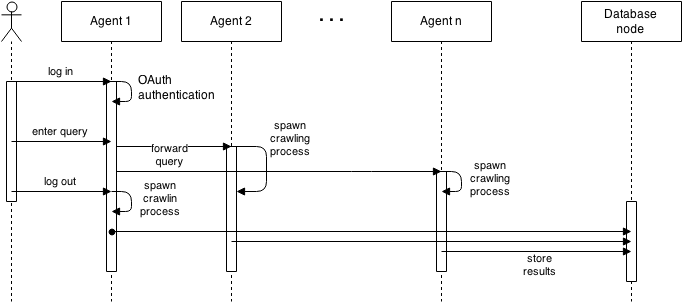 Agent 1
Agent 2
. . .
Agent n
Database
node
log in
OAuth
authentication
enter query
forward
query
spawn
crawling
process
spawn
crawling
process
log out
spawn
crawlin
process
store
results